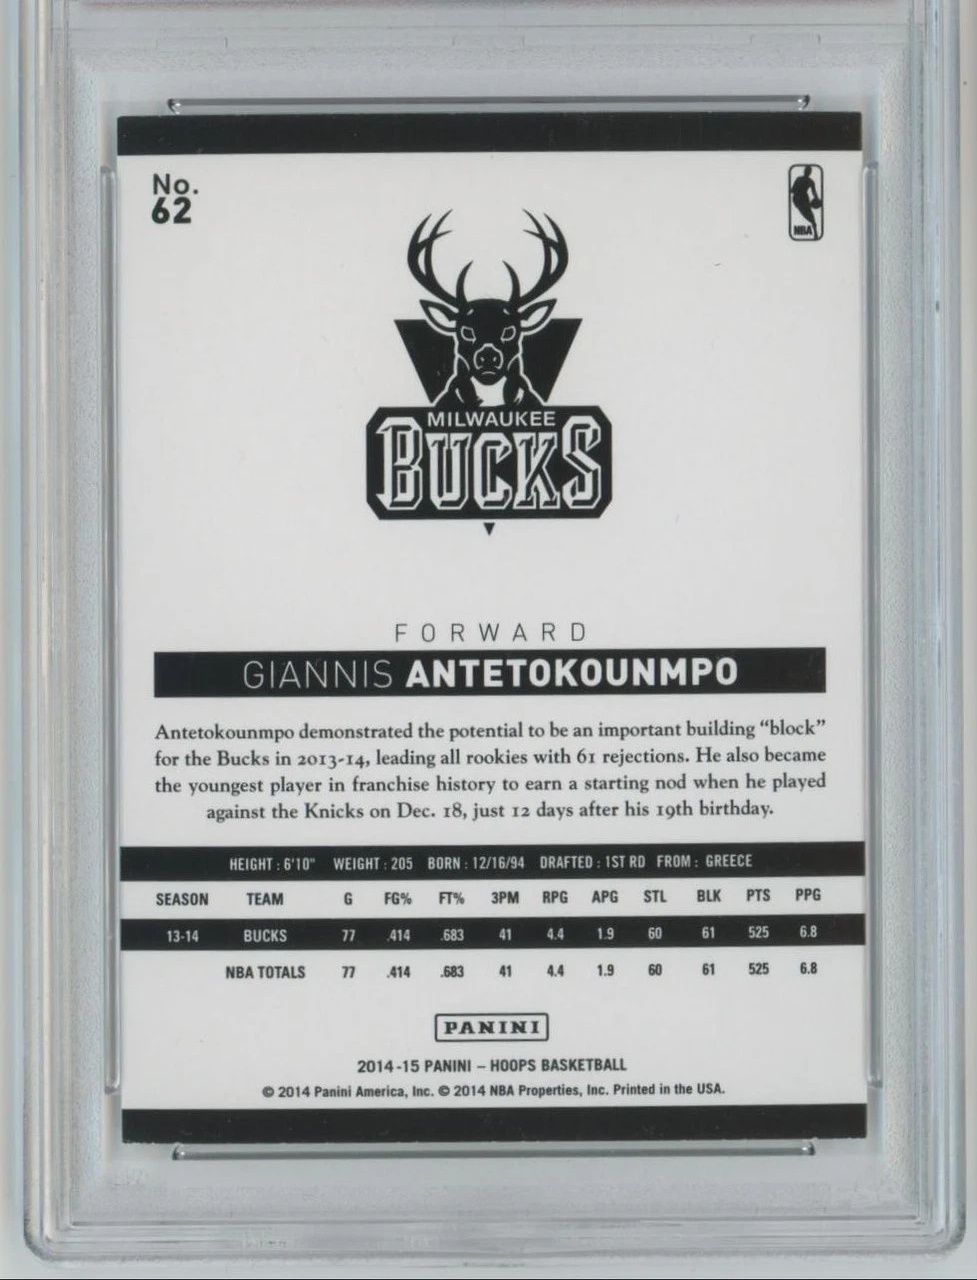 No.
62
NBA
MILWAUKEE
BUCKS
FORWARD
GIANNIS ANTETOKOUNMPO
Antetokounmpo demonstrated the potential to be an important building “block”
for the Bucks in 2013-14, leading all rookies with 61 rejections. He also became
the youngest player in franchise history to earn a starting nod when he played
against the Knicks on Dec. 18, just 12 days after his 19th birthday.
HEIGHT : 6'10" WEIGHT : 205 BORN : 12/16/94 DRAFTED : 1ST RD FROM : GREECE
SEASON TEAM G FG% FT% 3PM RPG APG STL BLK PTS PPG
13-14 BUCKS 77 .414 .683 41 4.4 1.9 60 61 525 6.8
NBA TOTALS 77 .414 .683 41 4.4 1.9 60 61 525 6.8
PANINI
2014-15 PANINI – HOOPS BASKETBALL
© 2014 Panini America, Inc. © 2014 NBA Properties, Inc. Printed in the USA.